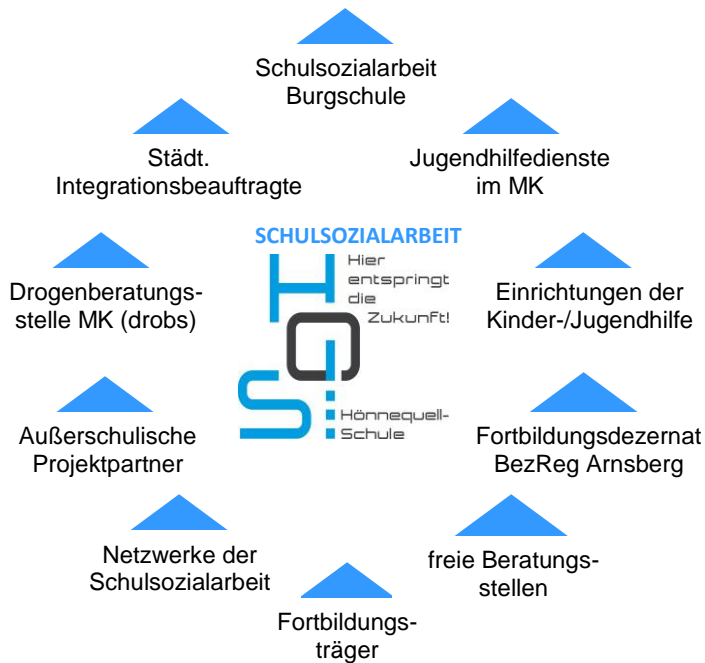 Schulsozialarbeit
Burgschule
Städt.
Integrationsbeauftragte
Jugendhilfedienste
im MK
SCHULSOZIALARBEIT
HQS
Hier
entspringt
die
Zukunft!
Hönnequell-
Schule
Drogenberatungs-
stelle MK (drobs)
Einrichtungen der
Kinder-/Jugendhilfe
Außerschulische
Projektpartner
Fortbildungsdezernat
BezReg Arnsberg
Netzwerke der
Schulsozialarbeit
freie Beratungs-
stellen
Fortbildungs-
träger